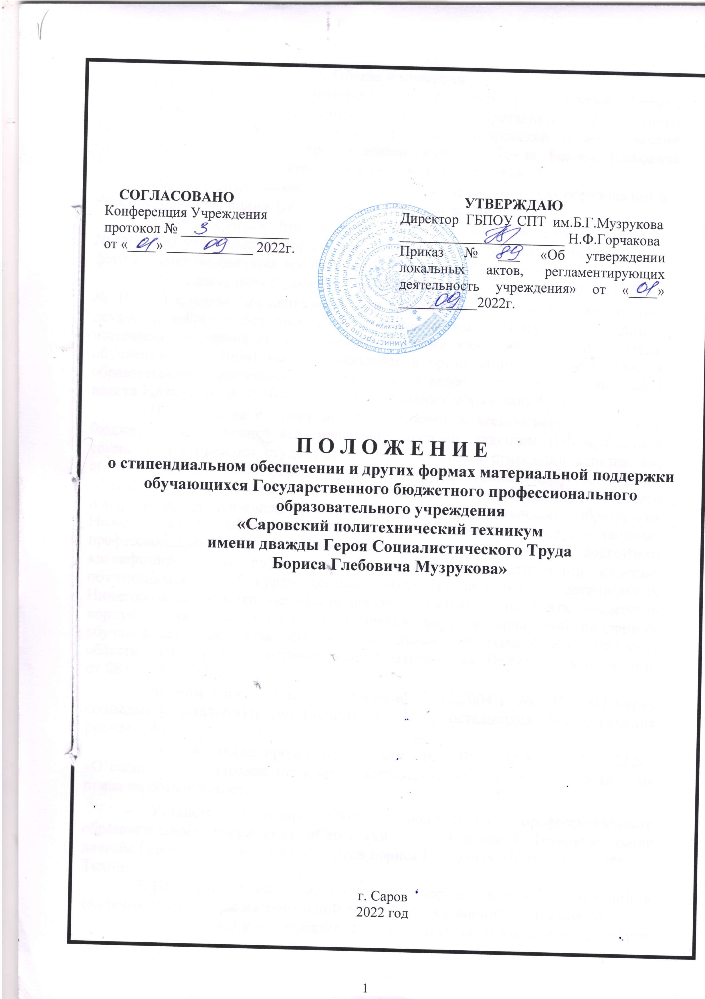 СОГЛАСОВАНО
Конференция Учреждения
протокол № 3
от «01» 09 2022г.
УТВЕРЖДАЮ
Директор ГБПОУ СПТ им.Б.Г.Музрукова
Н.Ф.Горчакова
Приказ № 89 «Об утверждении
локальных актов, регламентирующих
деятельность учреждения» от «01»
09 2022г.
П О Л О Ж Е Н И Е
о стипендиальном обеспечении и других формах материальной поддержки
обучающихся Государственного бюджетного профессионального
образовательного учреждения
«Саровский политехнический техникум
имени дважды Героя Социалистического Труда
Бориса Глебовича Музрукова»
г. Саров
2022 год
1